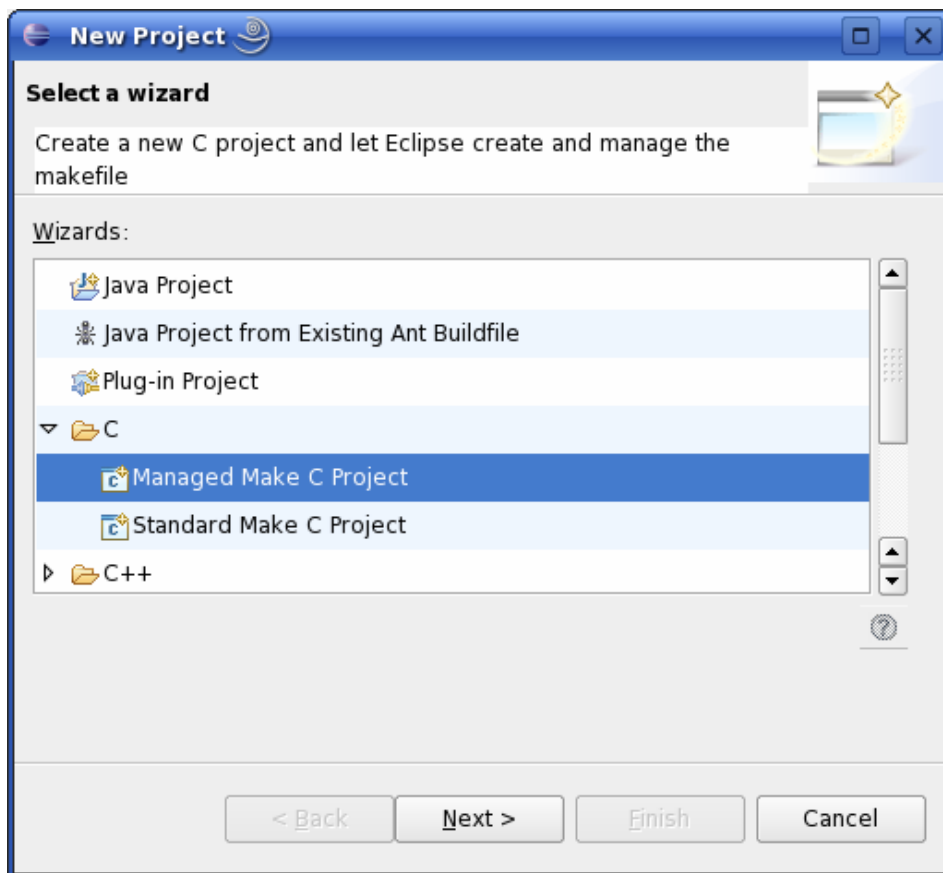 New Project
Select a wizard
Create a new C project and let Eclipse create and manage the
makefile
Wizards:
Java Project
Java Project from Existing Ant Buildfile
Plug-in Project
C
Managed Make C Project
Standard Make C Project
C++
< Back
Next >
Finish
Cancel